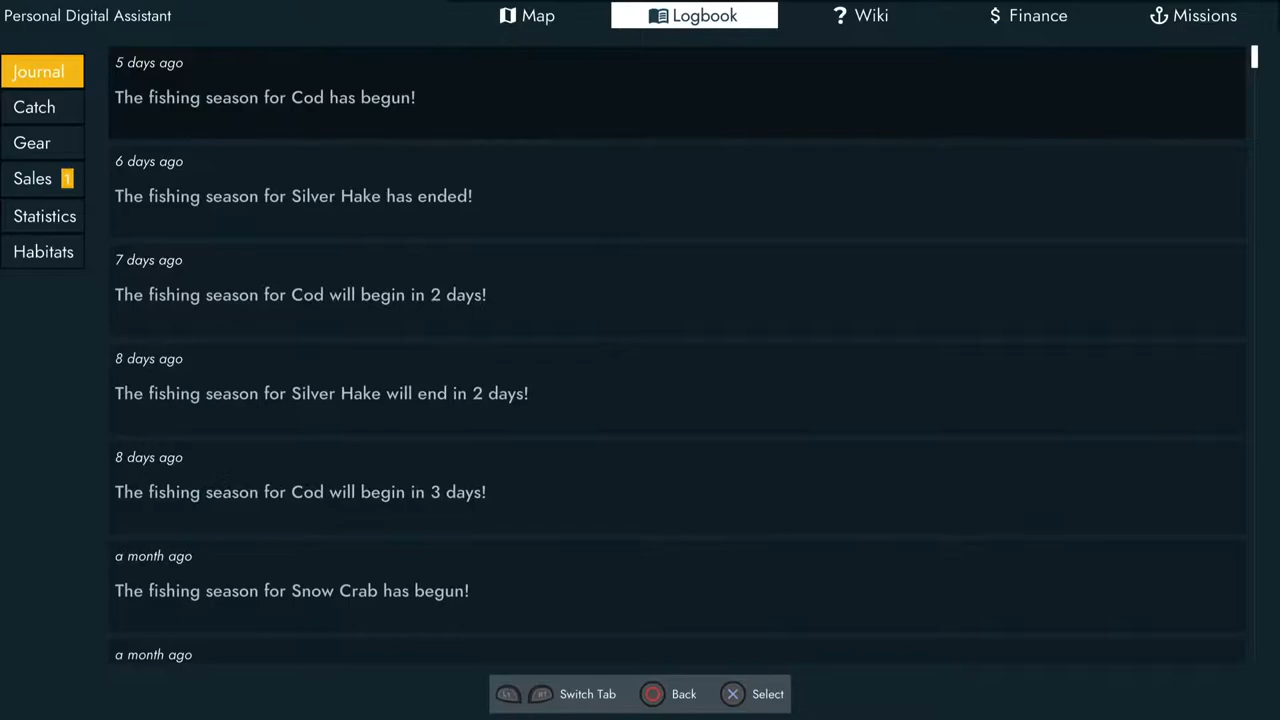 Personal Digital Assistant
Map
Logbook
? Wiki
$ Finance
Missions
Journal
Catch
Gear
Sales 1
Statistics
Habitats
5 days ago
The fishing season for Cod has begun!
6 days ago
The fishing season for Silver Hake has ended!
7 days ago
The fishing season for Cod will begin in 2 days!
8 days ago
The fishing season for Silver Hake will end in 2 days!
8 days ago
The fishing season for Cod will begin in 3 days!
a month ago
The fishing season for Snow Crab has begun!
a month ago
L1 R1 Switch Tab
Back
Select